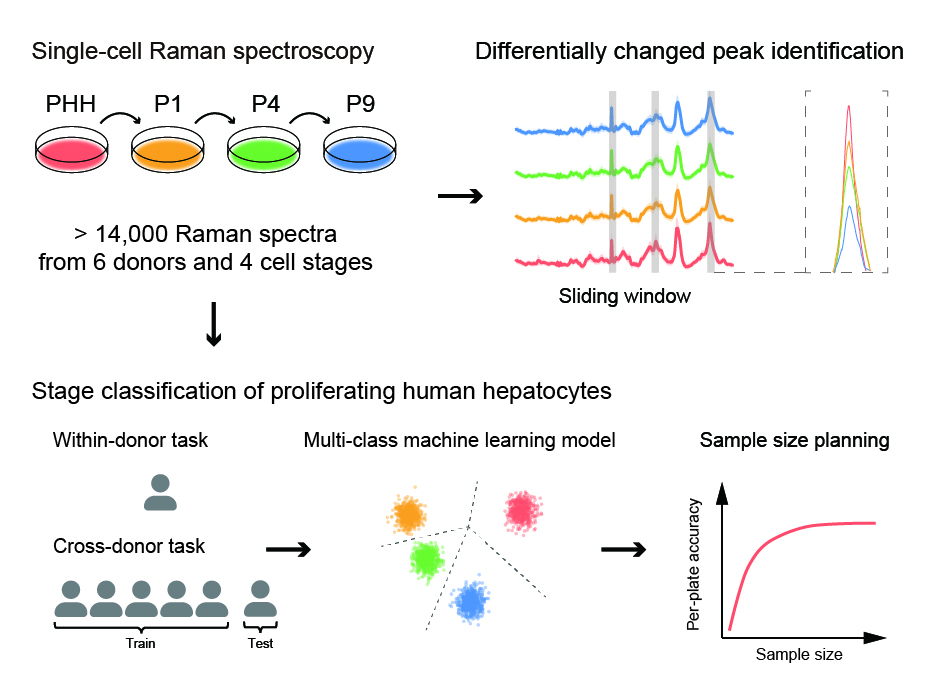 Single-cell Raman spectroscopy
PHH
P1
P4
P9
> 14,000 Raman spectra
from 6 donors and 4 cell stages
Differentially changed peak identification
Sliding window
Stage classification of proliferating human hepatocytes
Within-donor task
Cross-donor task
Train
Test
Multi-class machine learning model
Sample size planning
Per-plate accuracy
Sample size